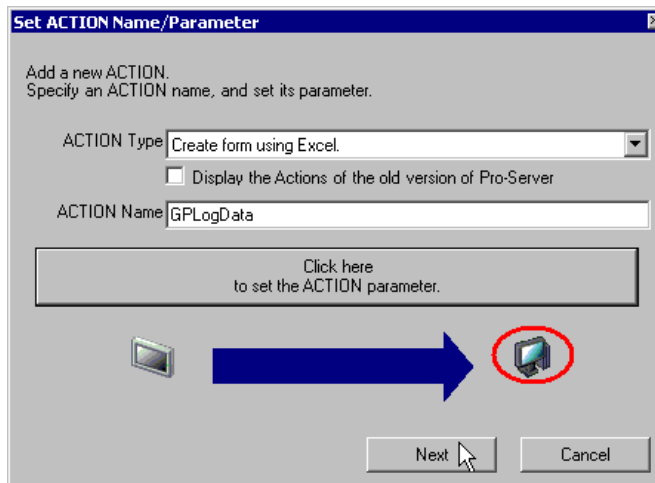 Set ACTION Name/Parameter
Add a new ACTION.
Specify an ACTION name, and set its parameter.
ACTION Type Create form using Excel.
Display the Actions of the old version of Pro-Server
ACTION Name GPLogData
Click here
to set the ACTION parameter.
Next Cancel